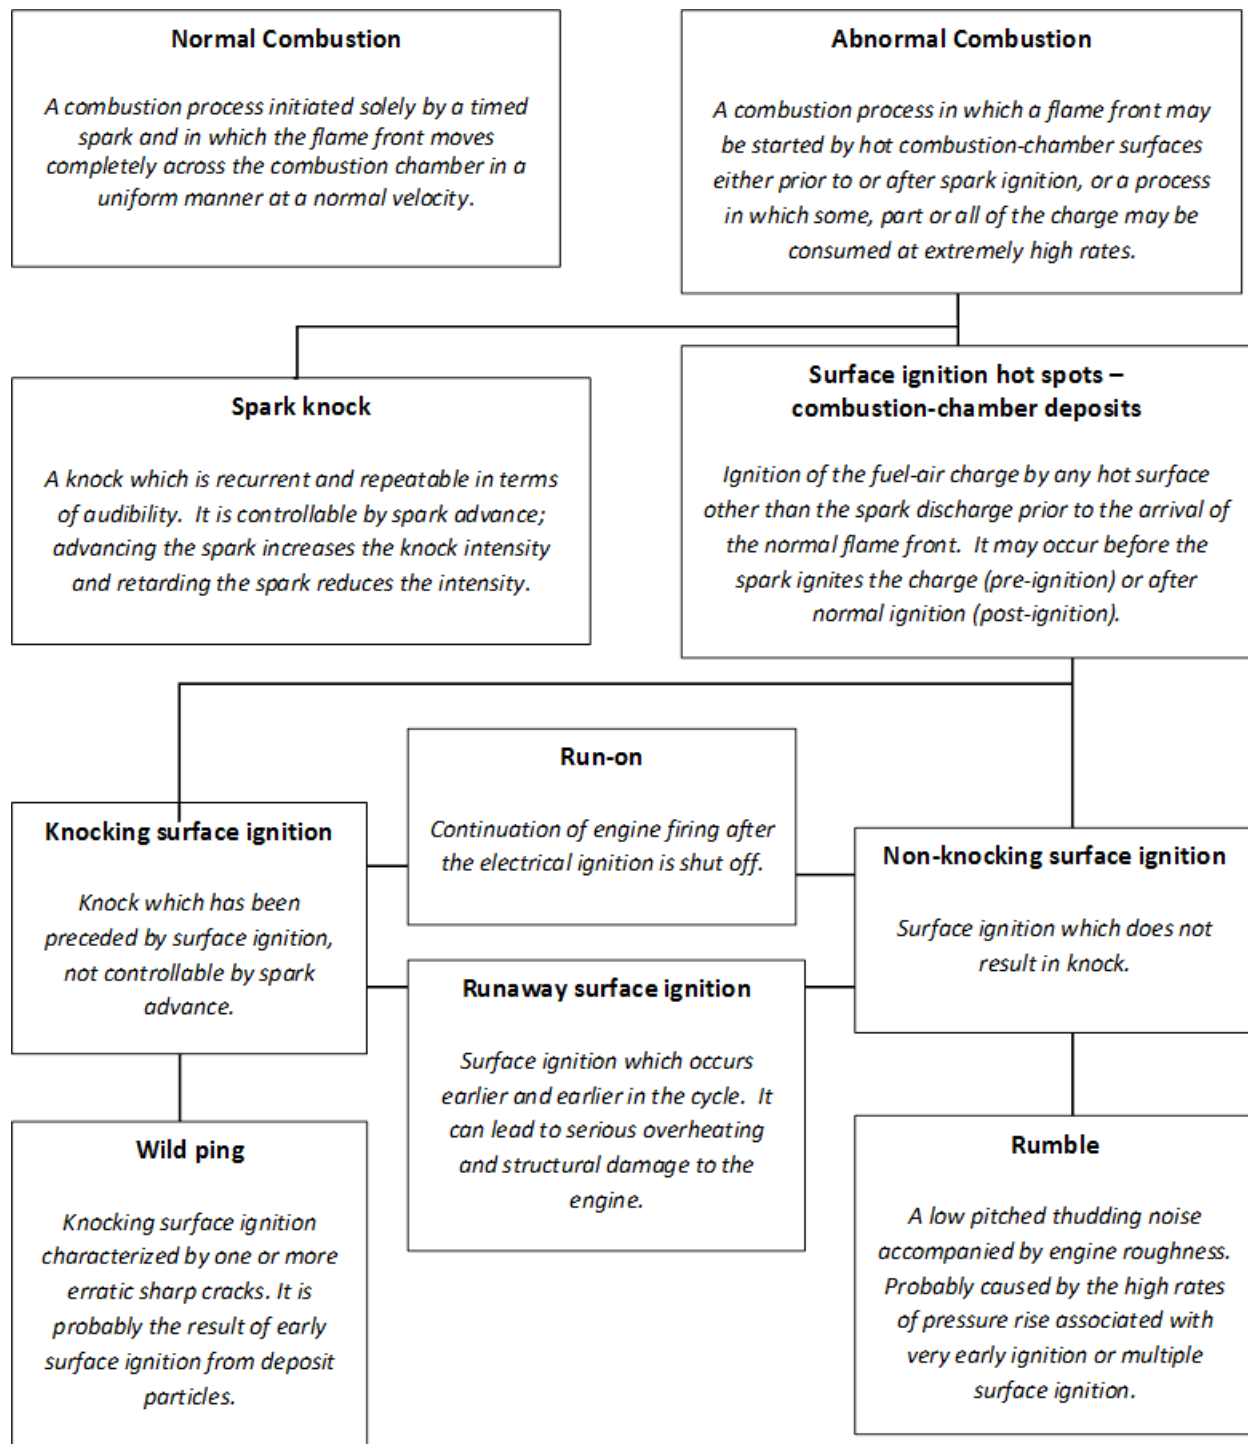 Normal Combustion
A combustion process initiated solely by a timed
spark and in which the flame front moves
completely across the combustion chamber in a
uniform manner at a normal velocity.
Abnormal Combustion
A combustion process in which a flame front may
be started by hot combustion-chamber surfaces
either prior to or after spark ignition, or a process
in which some, part or all of the charge may be
consumed at extremely high rates.
Spark knock
A knock which is recurrent and repeatable in terms
of audibility. It is controllable by spark advance;
advancing the spark increases the knock intensity
and retarding the spark reduces the intensity.
Surface ignition hot spots –
combustion-chamber deposits
Ignition of the fuel-air charge by any hot surface
other than the spark discharge prior to the arrival of
the normal flame front. It may occur before the
spark ignites the charge (pre-ignition) or after
normal ignition (post-ignition).
Run-on
Continuation of engine firing after
the electrical ignition is shut off.
Knocking surface ignition
Knock which has been
preceded by surface ignition,
not controllable by spark
advance.
Non-knocking surface ignition
Surface ignition which does not
result in knock.
Runaway surface ignition
Surface ignition which occurs
earlier and earlier in the cycle. It
can lead to serious overheating
and structural damage to the
engine.
Wild ping
Knocking surface ignition
characterized by one or more
erratic sharp cracks. It is
probably the result of early
surface ignition from deposit
particles.
Rumble
A low pitched thudding noise
accompanied by engine roughness.
Probably caused by the high rates
of pressure rise associated with
very early ignition or multiple
surface ignition.